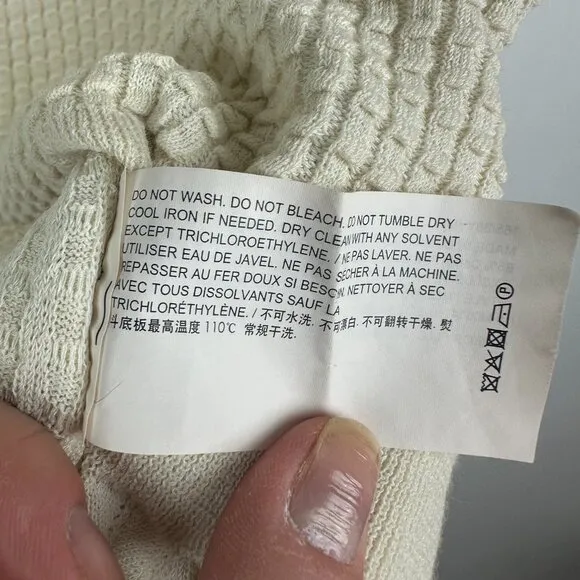 DO NOT WASH. DO NOT BLEACH. DO NOT TUMBLE DRY
COOL IRON IF NEEDED. DRY CLEAN WITH ANY SOLVENT
EXCEPT TRICHLOROETHYLENE. / NE PAS LAVER. NE PAS
UTILISER EAU DE JAVEL. NE PAS SÉCHER À LA MACHINE.
REPASSER AU FER DOUX SI BESOIN. NETTOYER À SEC
AVEC TOUS DISSOLVANTS SAUF LA
TRICHLORÉTHYLÈNE. / 不可水洗. 不可漂白. 不可翻转干燥. 熨
斗底板最高温度 110℃ 常规干洗.
P